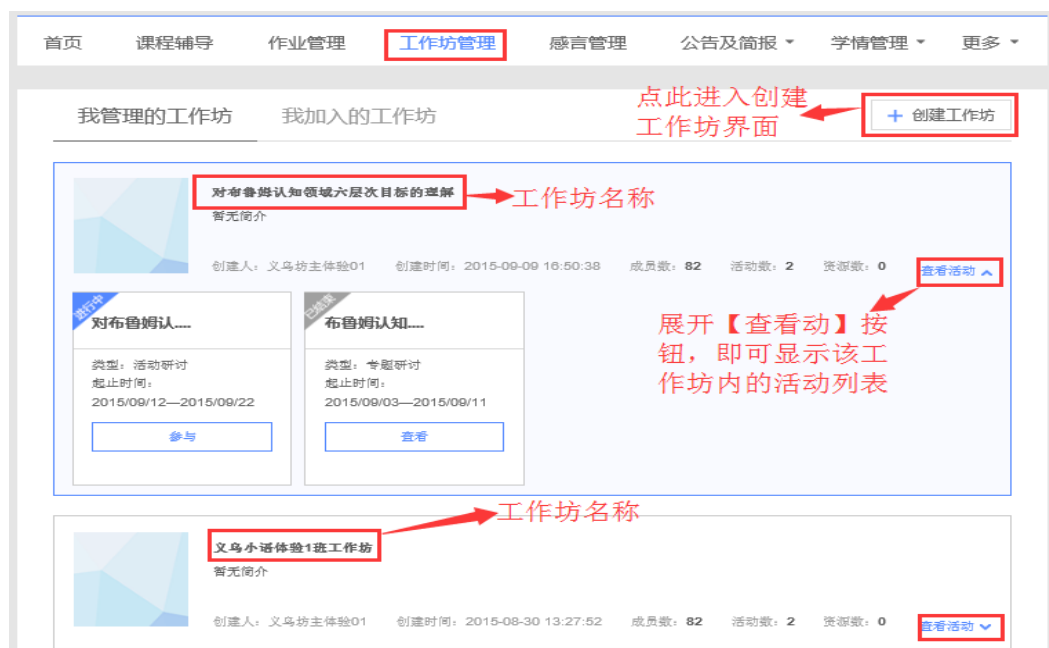 首页 课程辅导 作业管理 工作坊管理 感言管理 公告及简报 学情管理 更多
我管理的工作坊 我加入的工作坊
点此进入创建
工作坊界面
+ 创建工作坊
对布鲁姆认知领域六层次目标的理解
工作坊名称
暂无简介
创建人：义乌坊主体验01 创建时间：2015-09-09 16:50:38 成员数：82 活动数：2 资源数：0 查看活动
进行中
对布鲁姆认....
类型：活动研讨
起止时间：
2015/09/12—2015/09/22
参与
已结束
布鲁姆认知....
类型：专题研讨
起止时间：
2015/09/03—2015/09/11
查看
展开【查看动】按
钮，即可显示该工
作坊内的活动列表
工作坊名称
义乌小语体验1班工作坊
暂无简介
创建人：义乌坊主体验01 创建时间：2015-08-30 13:27:52 成员数：82 活动数：2 资源数：0 查看活动